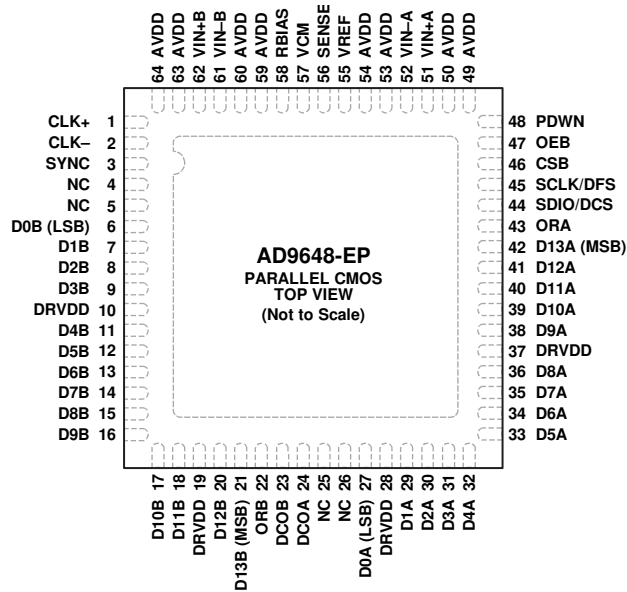 64 AVDD
63 AVDD
62 VIN+B
61 VIN–B
60 AVDD
59 AVDD
58 RBIAS
57 VCM
56 SENSE
55 VREF
54 AVDD
53 AVDD
52 VIN–A
51 VIN+A
50 AVDD
49 AVDD
CLK+ 1
CLK– 2
SYNC 3
NC 4
NC 5
D0B (LSB) 6
D1B 7
D2B 8
D3B 9
DRVDD 10
D4B 11
D5B 12
D6B 13
D7B 14
D8B 15
D9B 16
AD9648-EP
PARALLEL CMOS
TOP VIEW
(Not to Scale)
48 PDWN
47 OEB
46 CSB
45 SCLK/DFS
44 SDIO/DCS
43 ORA
42 D13A (MSB)
41 D12A
40 D11A
39 D10A
38 D9A
37 DRVDD
36 D8A
35 D7A
34 D6A
33 D5A
D10B 17
D11B 18
DRVDD 19
D12B 20
D13B (MSB) 21
ORB 22
DCOB 23
DCOA 24
NC 25
NC 26
D0A (LSB) 27
DRVDD 28
D1A 29
D2A 30
D3A 31
D4A 32